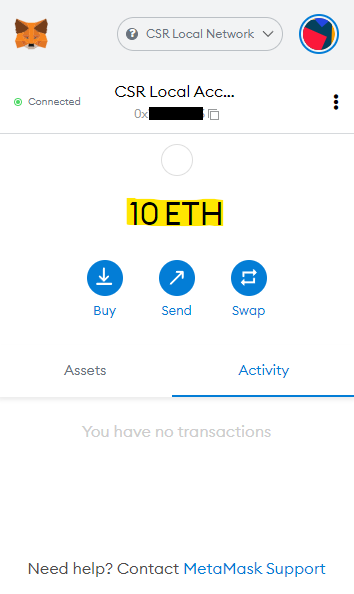 CSR Local Network
Connected
CSR Local Acc...
0x
10 ETH
Buy Send Swap
Assets Activity
You have no transactions
Need help? Contact MetaMask Support